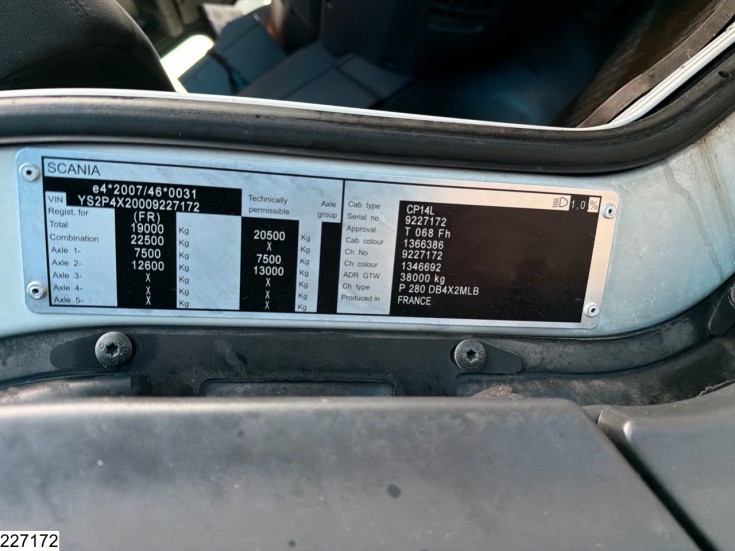 SCANIA
e4*2007/46*0031
VIN YS2P4X20009227172
Regist. for (FR) Technically permissible Axle group
Total 19000 Kg 20500 Kg
Combination 22500 Kg X Kg
Axle 1- 7500 Kg 7500 Kg
Axle 2- 12600 Kg 13000 Kg
Axle 3- X Kg X Kg
Axle 4- X Kg X Kg
Axle 5- X Kg X Kg
1,0 %
Cab type CP14L
Serial no. 9227172
Approval T 068 Fh
Cab colour 1366386
Ch No 9227172
Ch colour 1346692
ADR GTW 38000 kg
Ch type P 280 DB4X2MLB
Produced in FRANCE
227172